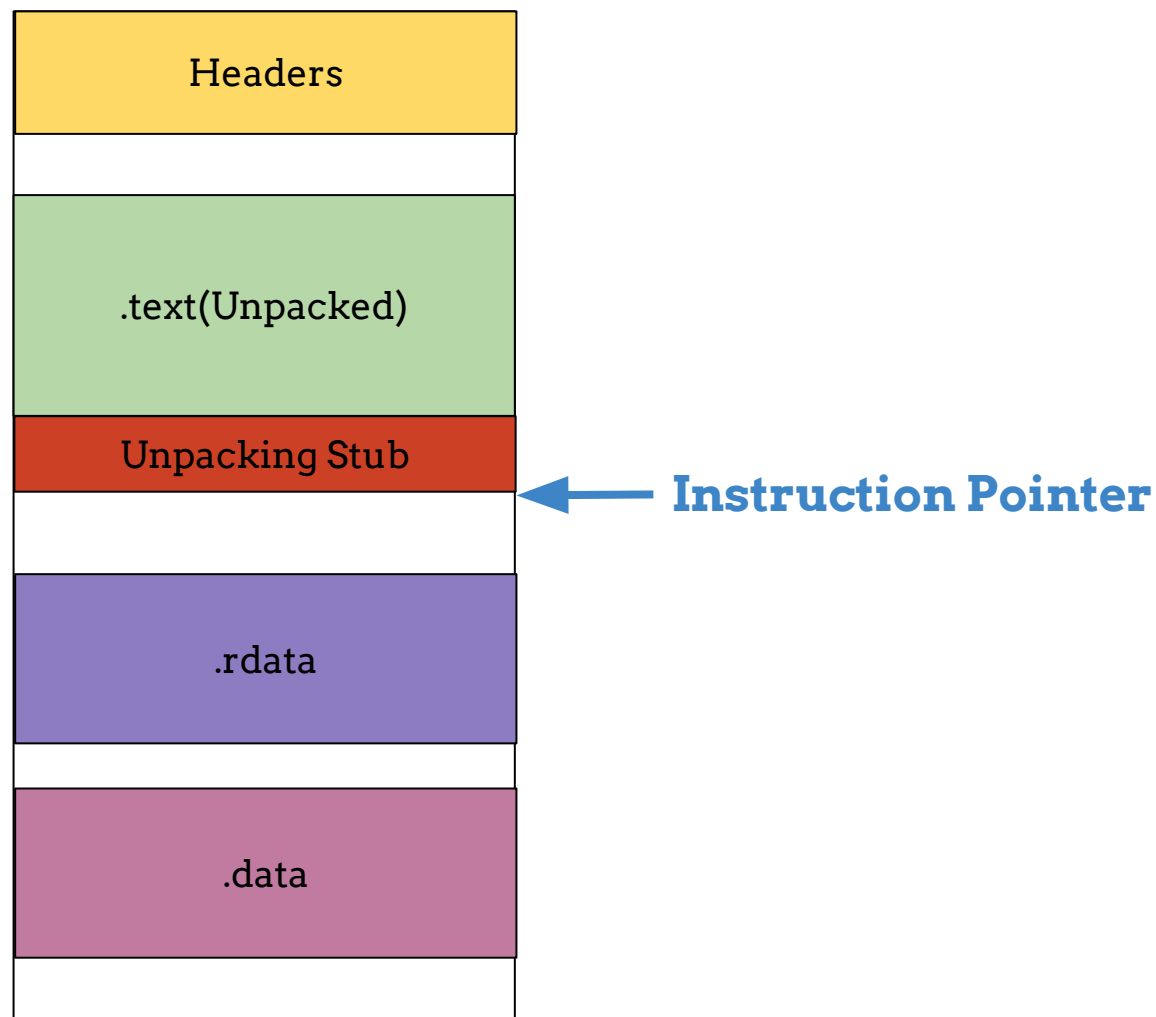 Headers
.text(Unpacked)
Unpacking Stub
Instruction Pointer
.rdata
.data